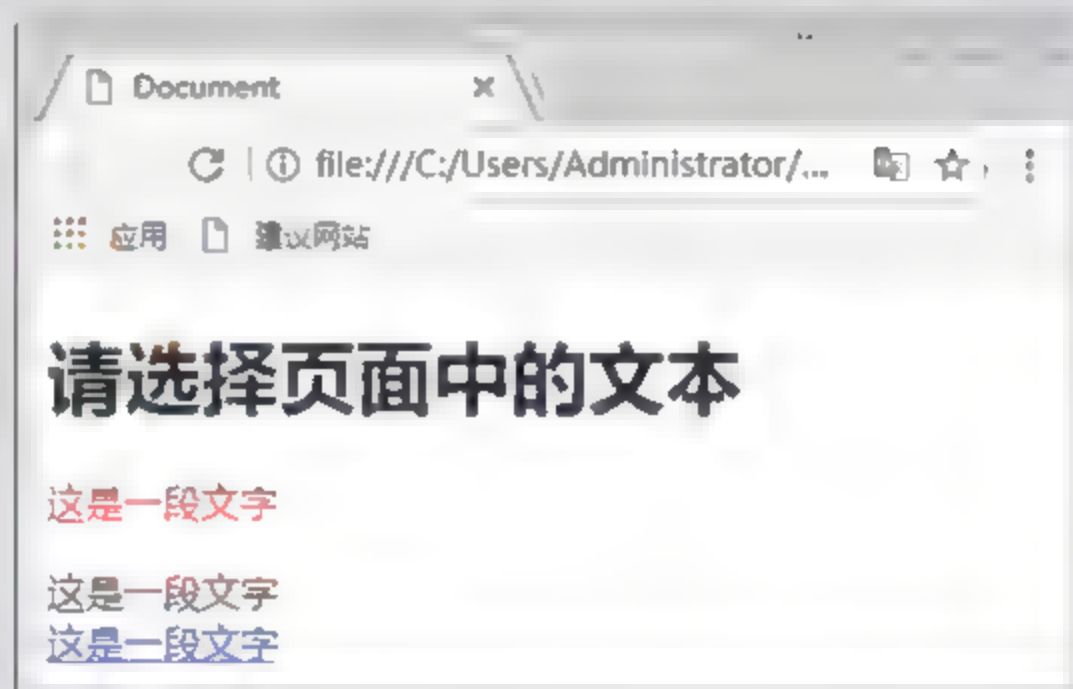 Document
file:///C:/Users/Administrator/...
应用 建议网站
请选择页面中的文本
这是一段文字
这是一段文字
这是一段文字